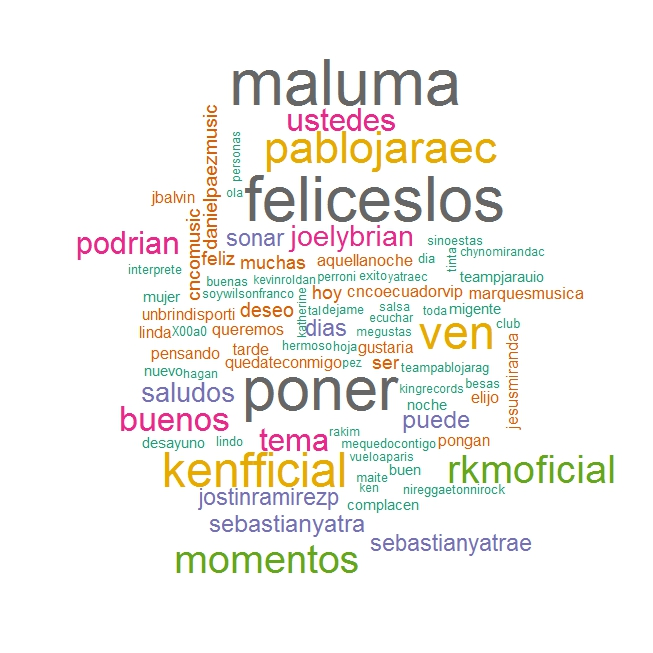 maluma
ustedes
pablojaraec
personas
danielpaezmusic
jbalvin
ola
feliceslos
cncomusic
podrian
sonar
joelybrian
sinoestas
chynomirandac
tinta
feliz
muchas
aquellanoche
dia
interprete
buenas
kevinroldan
perroni
exito
yatraec
teampjarauio
mujer
soywilsonfranco
katherine
hoy
cncoecuadorvip
marquesmusica
unbrindisporti
deseo
tal
dejame
salsa
toda
migente
ecuchar
linda
X00a0
queremos
dias
megustas
ven
club
pensando
tarde
hermoso
hoja
gustaria
jesusmiranda
quedateconmigo
pez
ser
teampablojarag
nuevo
hagan
saludos
poner
kingrecords
besas
elijo
noche
buenos
puede
desayuno
lindo
tema
rakim
mequedocontigo
pongan
vueloaparis
kenfficial
maite
buen
rkmoficial
ken
nireggaetonnirock
jostinramirezp
complacen
sebastianyatra
sebastianyatrae
momentos